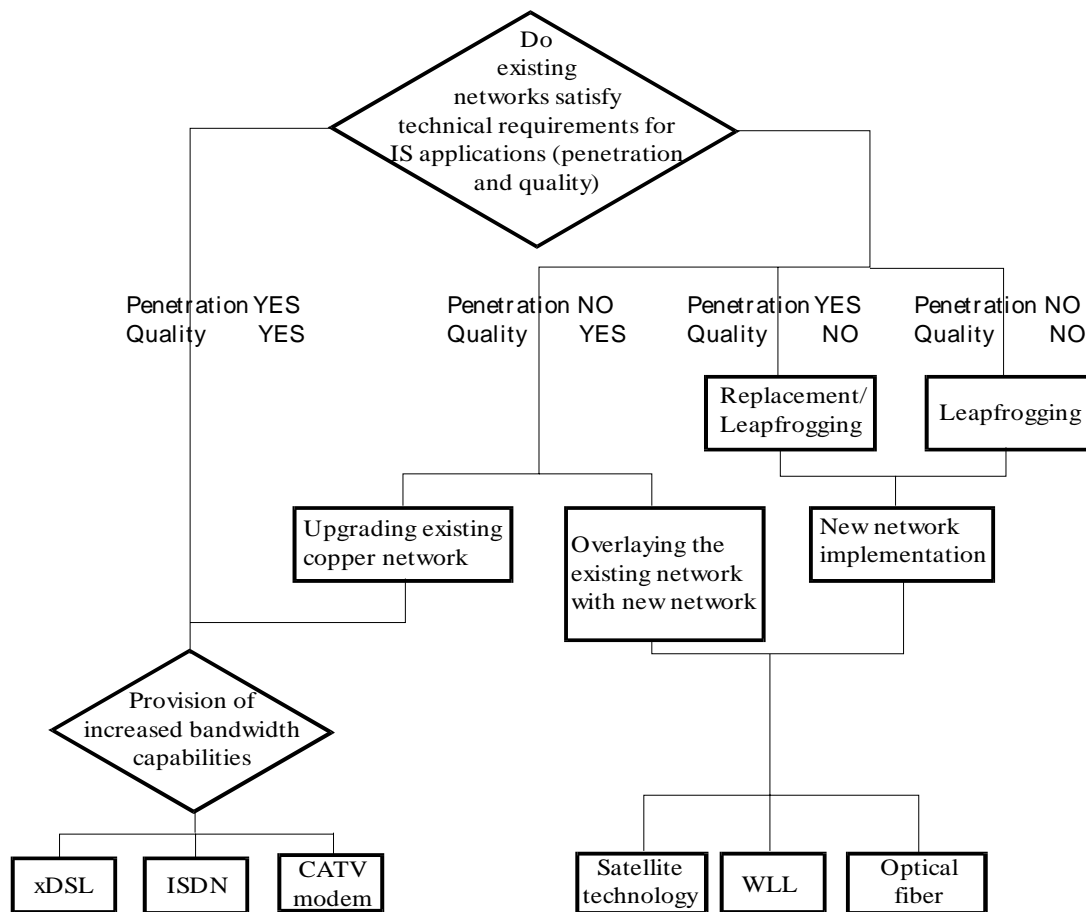 Do
existing
networks satisfy
technical requirements for
IS applications (penetration
and quality)
Penetration YES
Quality YES
Penetration NO
Quality YES
Penetration YES
Quality NO
Penetration NO
Quality NO
Replacement/
Leapfrogging
Leapfrogging
Upgrading existing
copper network
Overlaying the
existing network
with new network
New network
implementation
Provision of
increased bandwidth
capabilities
xDSL
ISDN
CATV
modem
Satellite
technology
WLL
Optical
fiber